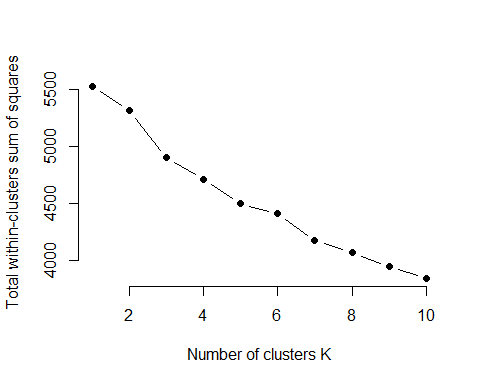 Total within-clusters sum of squares
5500
5000
4500
4000
2 4 6 8 10
Number of clusters K